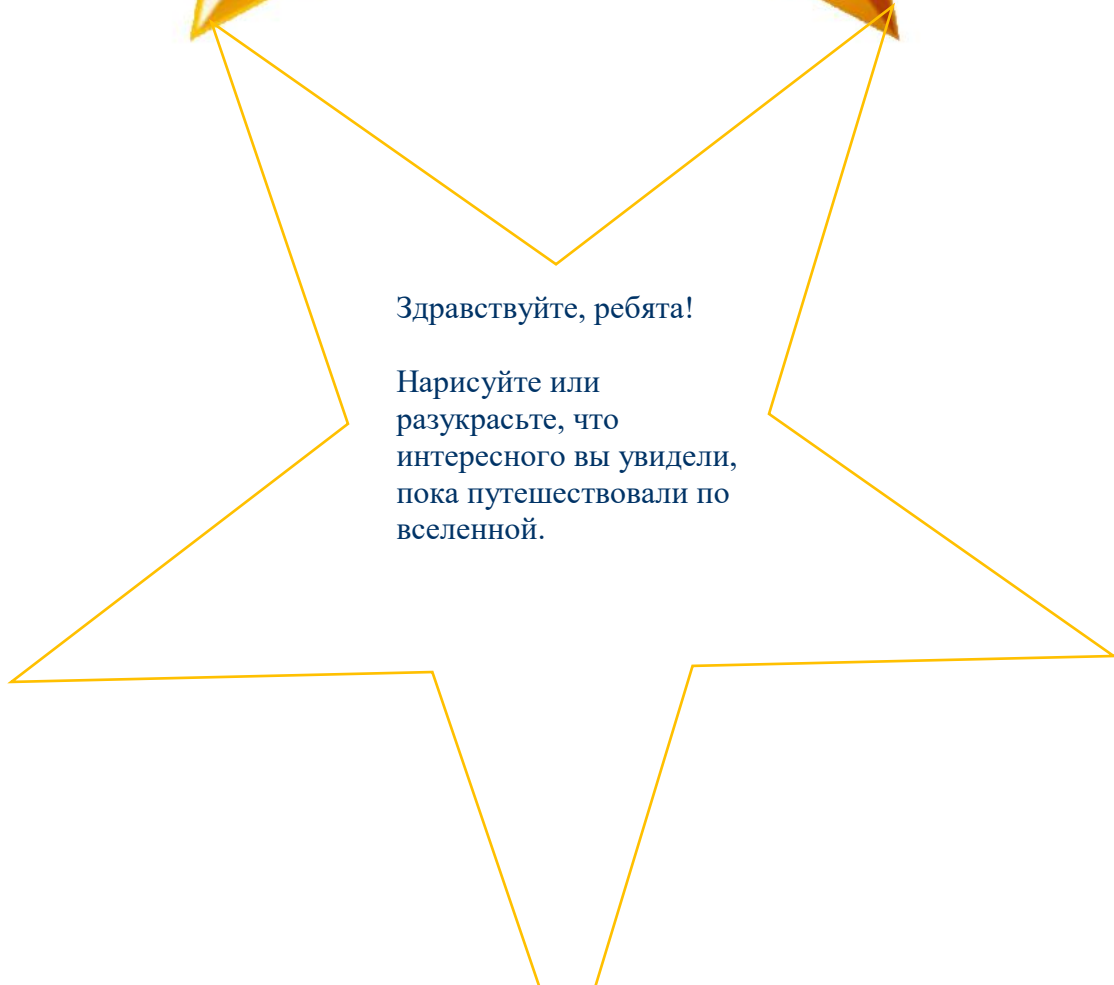 Здравствуйте, ребята!
Нарисуйте или
разукрасьте, что
интересного вы увидели,
пока путешествовали по
вселенной.